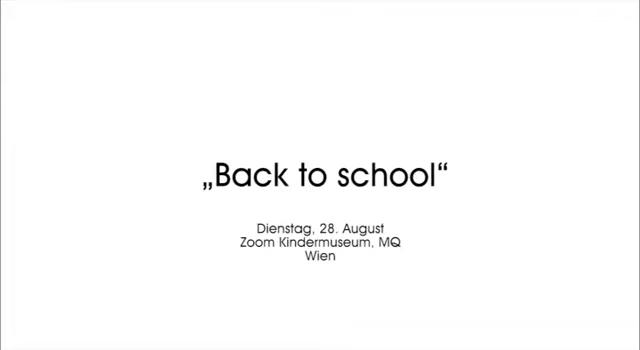 „Back to school“
Dienstag, 28. August
Zoom Kindermuseum, MQ
Wien